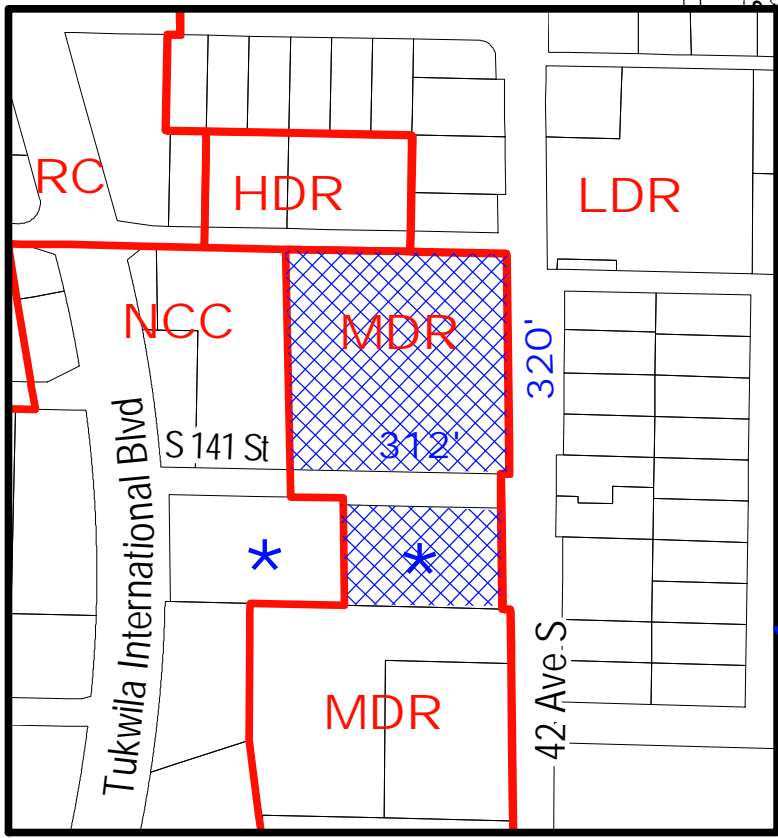 RC
HDR
LDR
NCC
MDR
320'
S 141 St
312'
Tukwila International Blvd
*
*
42 Ave S
MDR